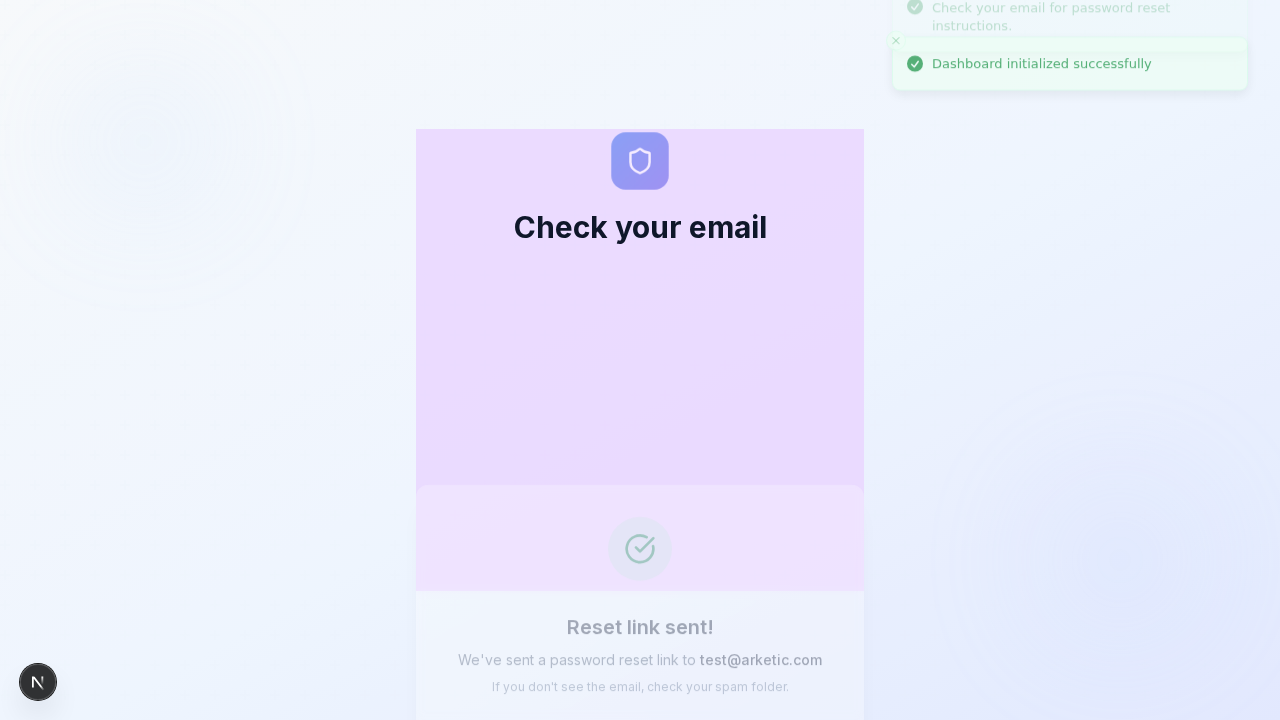 Check your email for password reset
instructions.
Dashboard initialized successfully
Check your email
Reset link sent!
We've sent a password reset link to test@arketic.com
If you don't see the email, check your spam folder.
N